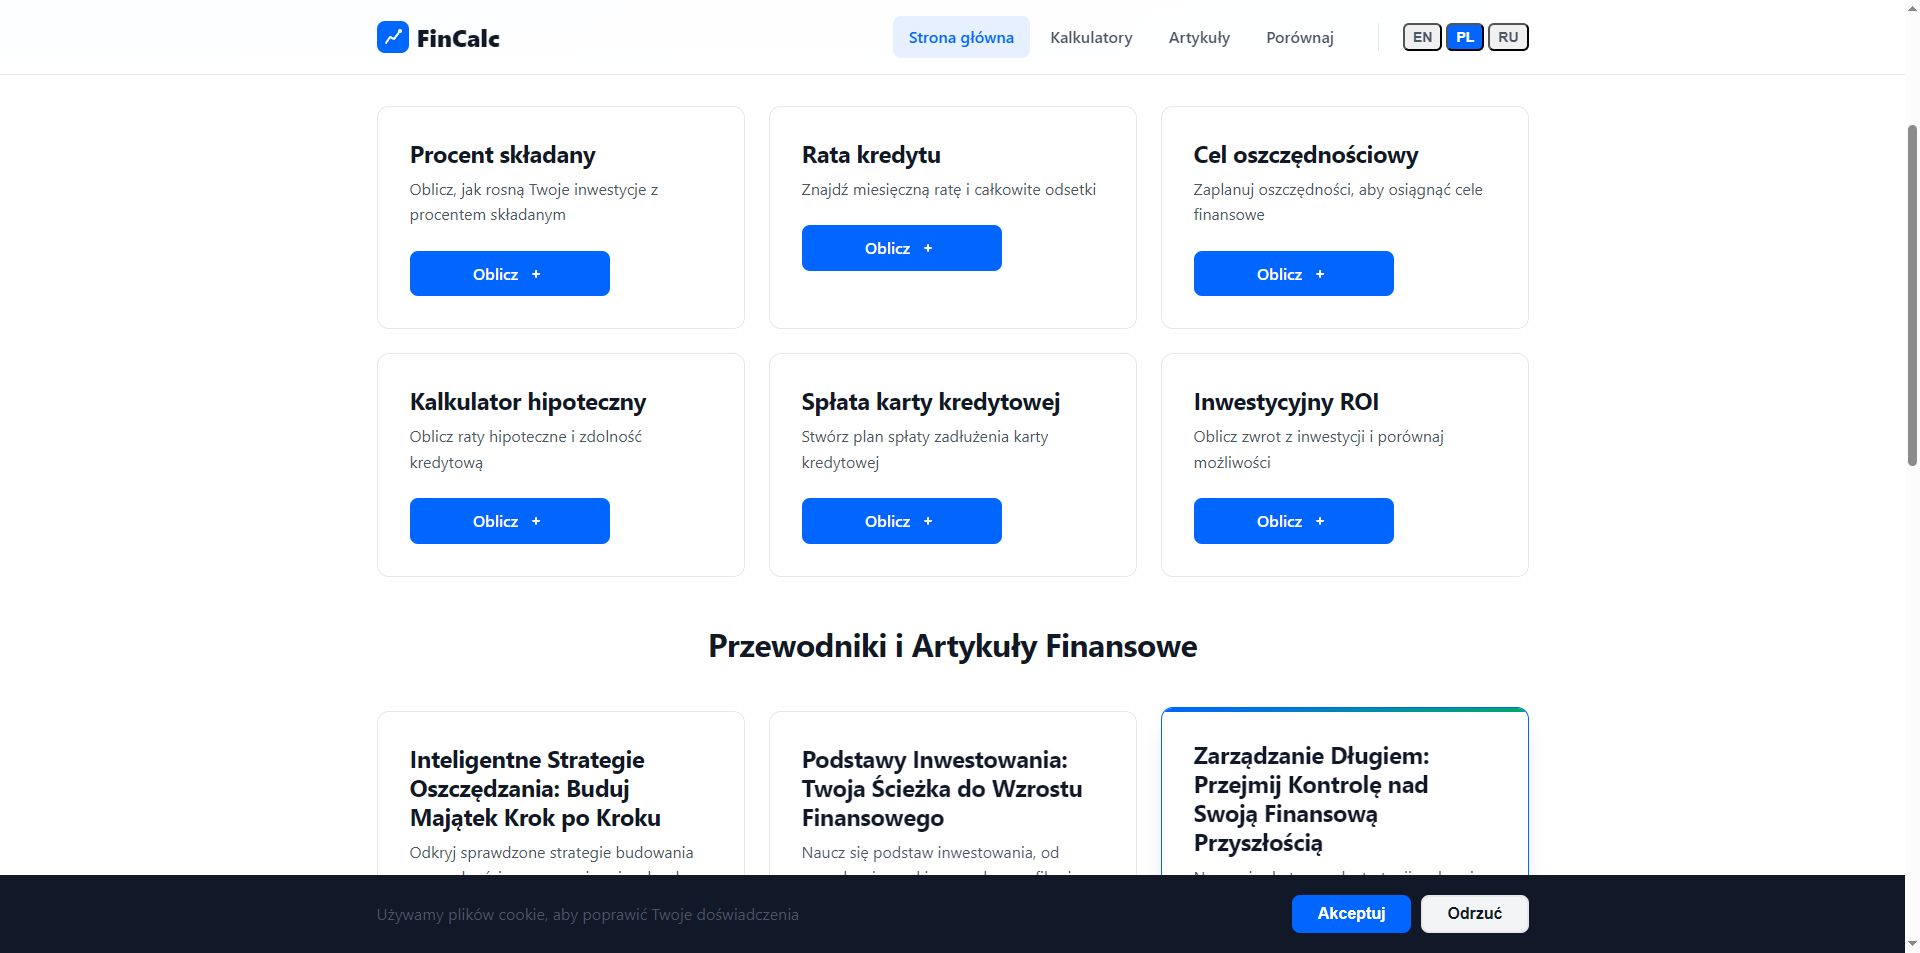 FinCalc
Strona główna
Kalkulatory
Artykuły
Porównaj
EN
PL
RU
Procent składany
Oblicz, jak rosną Twoje inwestycje z
procentem składanym
Oblicz +
Rata kredytu
Znajdź miesięczną ratę i całkowite odsetki
Oblicz +
Cel oszczędnościowy
Zaplanuj oszczędności, aby osiągnąć cele
finansowe
Oblicz +
Kalkulator hipoteczny
Oblicz raty hipoteczne i zdolność
kredytową
Oblicz +
Spłata karty kredytowej
Stwórz plan spłaty zadłużenia karty
kredytowej
Oblicz +
Inwestycyjny ROI
Oblicz zwrot z inwestycji i porównaj
możliwości
Oblicz +
Przewodniki i Artykuły Finansowe
Inteligentne Strategie
Oszczędzania: Buduj
Majątek Krok po Kroku
Odkryj sprawdzone strategie budowania
Podstawy Inwestowania:
Twoja Ścieżka do Wzrostu
Finansowego
Naucz się podstaw inwestowania, od
Zarządzanie Długiem:
Przejmij Kontrolę nad
Swoją Finansową
Przyszłością
Używamy plików cookie, aby poprawić Twoje doświadczenia
Akceptuj
Odrzuć